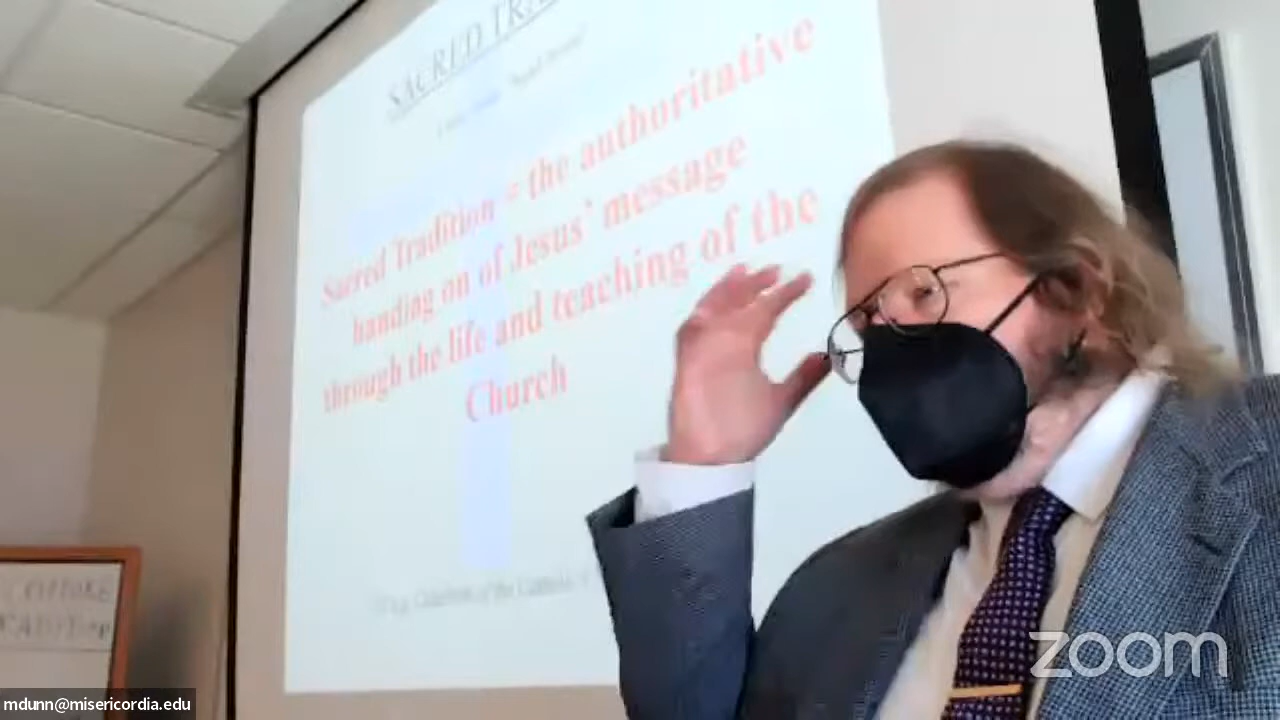 SACRED TRA
Sacred Tradition = the authoritative
handing on of Jesus' message
through the life and teaching of the
Church
zoom
mdunn@misericordia.edu